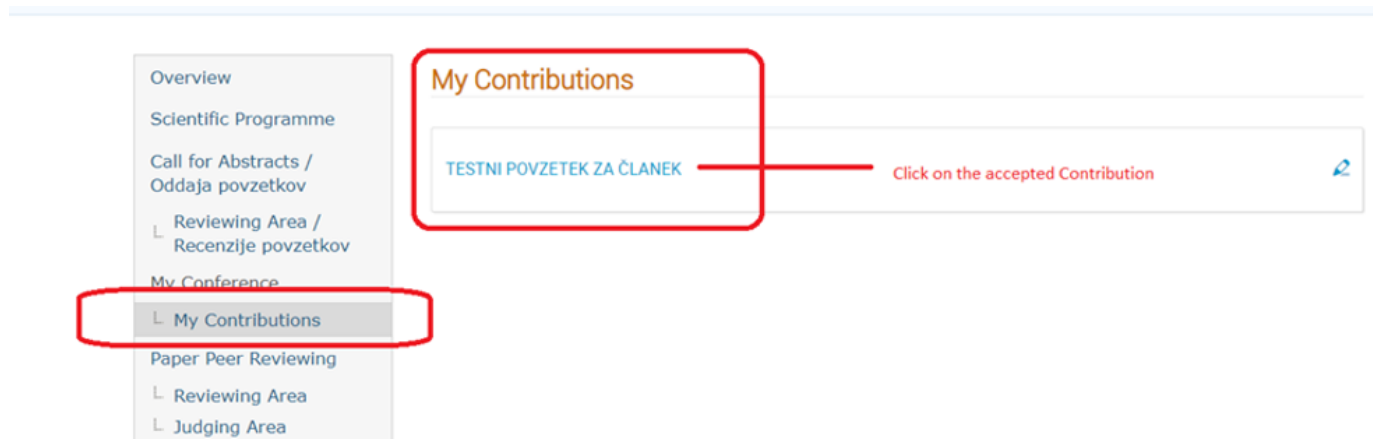 Overview
Scientific Programme
Call for Abstracts /
Oddaja povzetkov
Reviewing Area /
Recenzije povzetkov
My Conference
My Contributions
Paper Peer Reviewing
Reviewing Area
Judging Area
My Contributions
TESTNI POVZETEK ZA ČLANEK
Click on the accepted Contribution